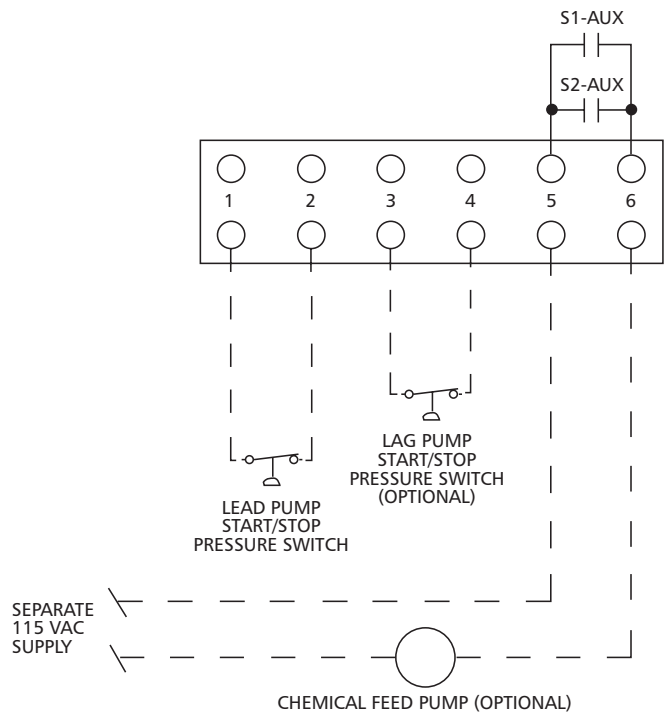 S1-AUX
S2-AUX
1 2 3 4 5 6
LAG PUMP
START/STOP
PRESSURE SWITCH
(OPTIONAL)
LEAD PUMP
START/STOP
PRESSURE SWITCH
SEPARATE
115 VAC
SUPPLY
CHEMICAL FEED PUMP (OPTIONAL)